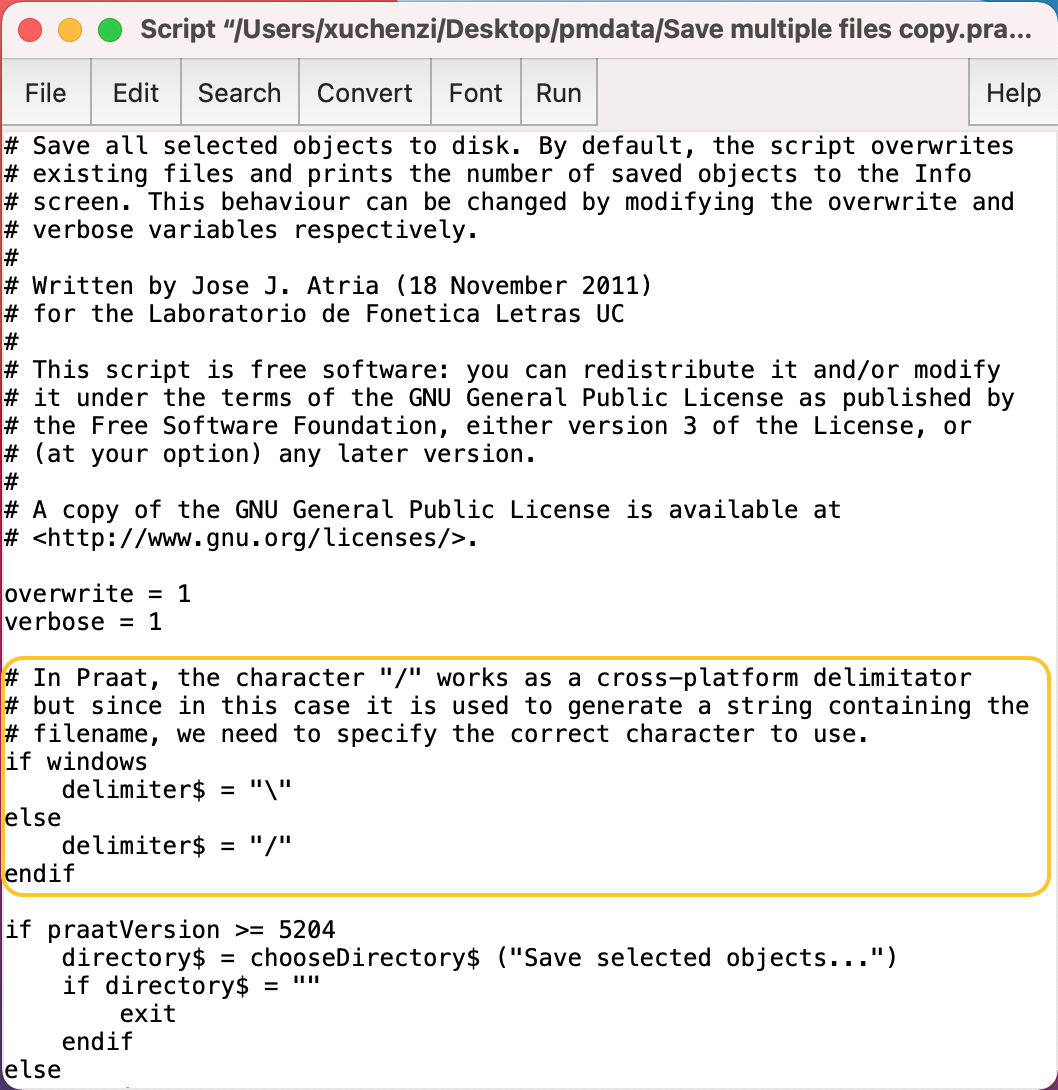 Script “/Users/xuchenzi/Desktop/pmdata/Save multiple files copy.pra...
File Edit Search Convert Font Run Help
# Save all selected objects to disk. By default, the script overwrites
# existing files and prints the number of saved objects to the Info
# screen. This behaviour can be changed by modifying the overwrite and
# verbose variables respectively.
#
# Written by Jose J. Atria (18 November 2011)
# for the Laboratorio de Fonetica Letras UC
#
# This script is free software: you can redistribute it and/or modify
# it under the terms of the GNU General Public License as published by
# the Free Software Foundation, either version 3 of the License, or
# (at your option) any later version.
#
# A copy of the GNU General Public License is available at
# <http://www.gnu.org/licenses/>.

overwrite = 1
verbose = 1

# In Praat, the character "/" works as a cross-platform delimitator
# but since in this case it is used to generate a string containing the
# filename, we need to specify the correct character to use.
if windows
    delimiter$ = "\"
else
    delimiter$ = "/"
endif

if praatVersion >= 5204
    directory$ = chooseDirectory$ ("Save selected objects...")
    if directory$ = ""
        exit
    endif
else